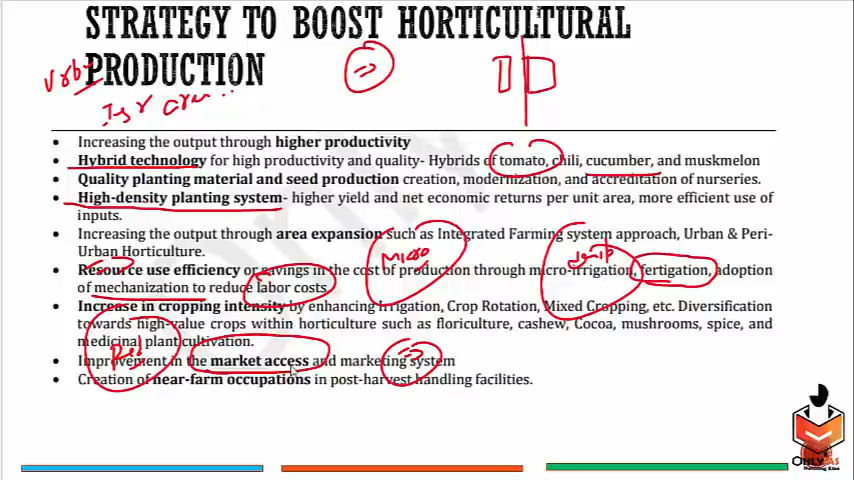 STRATEGY TO BOOST HORTICULTURAL
PRODUCTION
• Increasing the output through higher productivity
• Hybrid technology for high productivity and quality- Hybrids of tomato, chili, cucumber, and muskmelon
• Quality planting material and seed production creation, modernization, and accreditation of nurseries.
• High-density planting system- higher yield and net economic returns per unit area, more efficient use of
inputs.
• Increasing the output through area expansion such as Integrated Farming system approach, Urban & Peri-
Urban Horticulture.
Micro
drip
• Resource use efficiency or savings in the cost of production through micro-irrigation, fertigation, adoption
of mechanization to reduce labor costs.
• Increase in cropping intensity by enhancing irrigation, Crop Rotation, Mixed Cropping, etc. Diversification
towards high-value crops within horticulture such as floriculture, cashew, Cocoa, mushrooms, spice, and
medicinal plant cultivation.
• Improvement in the market access and marketing system
• Creation of near-farm occupations in post-harvest handling facilities.
ONLY IAS
Nothing Else